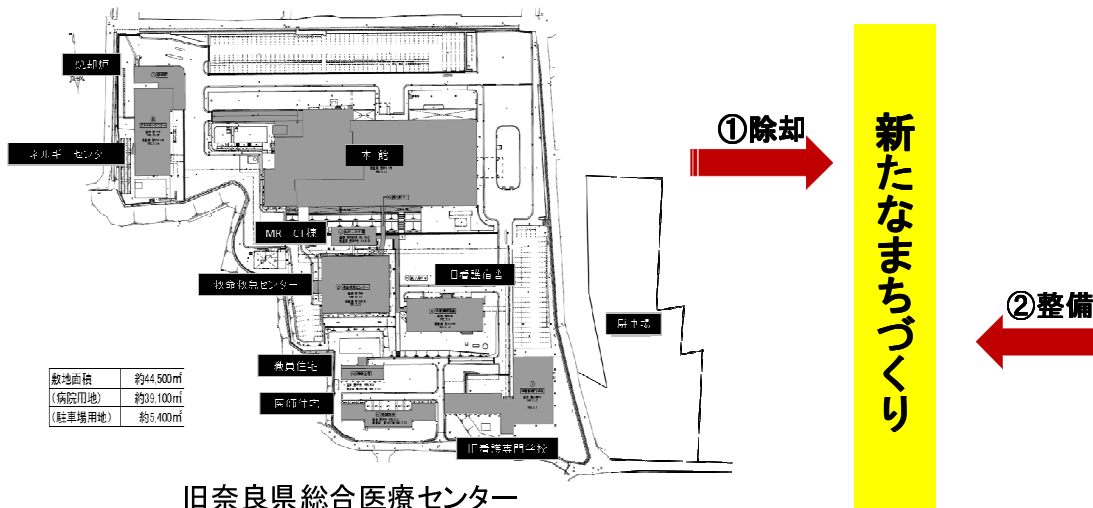 焼却炉
ネルギーセンター
本館
MRI CT棟
救命救急センター
旧看護宿舎
駐車場
職員住宅
医師住宅
旧看護専門学校
敷地面積 約44,500㎡
(病院用地) 約39,100㎡
(駐車場用地) 約5,400㎡
旧奈良県総合医療センター
①除却
新たなまちづくり
②整備